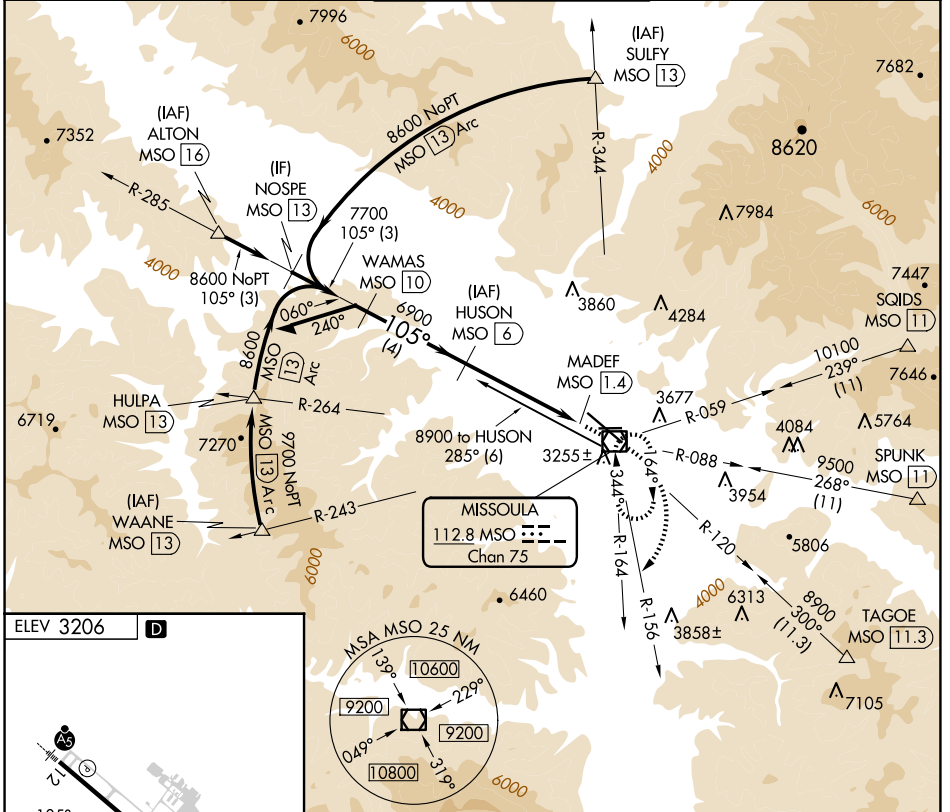 7996
6000
(IAF)
SULFY
MSO 13
7682
8620
6000
7352
(IAF)
ALTON
MSO 16
8600 NoPT
MSO 13 Arc
R-344
4000
R-285
(IF)
NOSPE
MSO 13
4000
7984
4000
7700
105° (3)
8600 NoPT
105° (3)
WAMAS
MSO 10
060°
240°
6900
105°
(4)
(IAF)
HUSON
MSO 6
3860
4284
7447
SQIDS
MSO 11
8600
MSO 13 Arc
MADEF
MSO 1.4
10100
239°
(11)
7646
HULPA
MSO 13
R-264
3677
R-059
6719
7270
8900 to HUSON
285° (6)
3255±
4084
5764
9700 NoPT
MSO 13 Arc
164°
344°
R-088
9500
268°
(11)
SPUNK
MSO 11
3954
(IAF)
WAANE
MSO 13
R-243
MISSOULA
112.8 MSO
Chan 75
R-120
5806
6000
R-164
R-156
6460
4000
6313
8900
300°
(11.3)
3858±
TAGOE
MSO 11.3
7105
ELEV 3206
D
MSA MSO 25 NM
139°
10600
229°
9200
9200
049°
319°
10800
6000
A5
12
P
105°